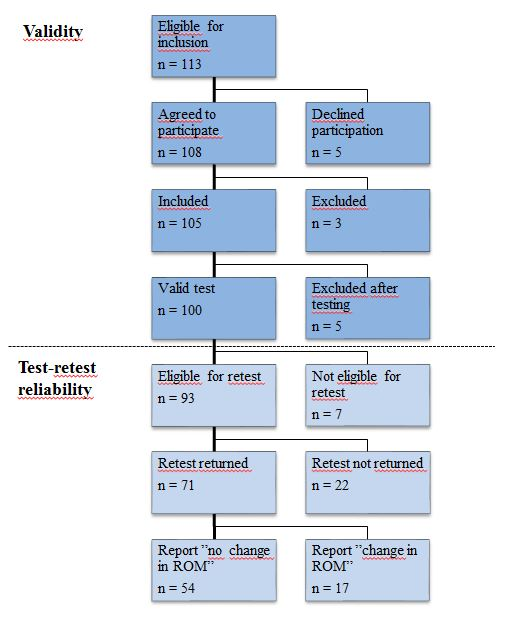 Validity
Eligible for
inclusion
n = 113
Agreed to
participate
n = 108
Declined
participation
n = 5
Included
n = 105
Excluded
n = 3
Valid test
n = 100
Excluded after
testing
n = 5
Test-retest
reliability
Eligible for retest
n = 93
Not eligible for
retest
n = 7
Retest returned
n = 71
Retest not returned
n = 22
Report ”no change
in ROM”
n = 54
Report ”change in
ROM”
n = 17